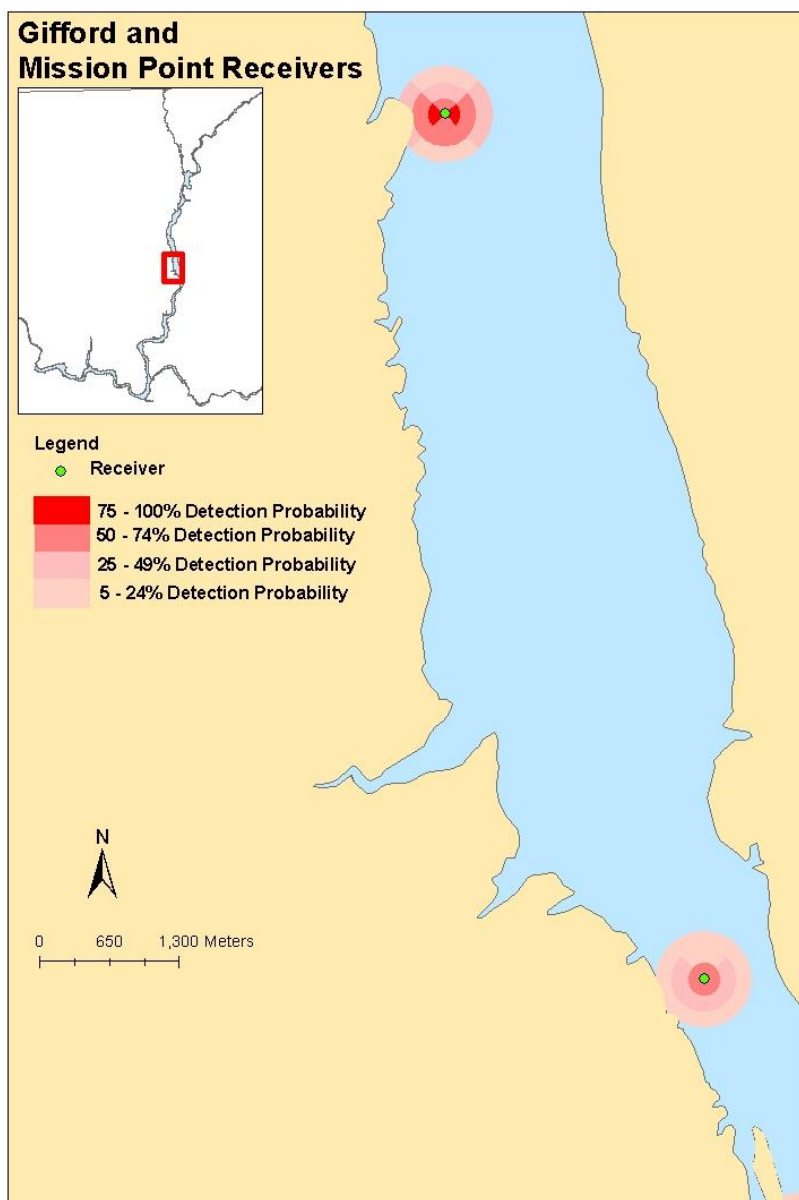 Gifford and
Mission Point Receivers
Legend
Receiver
75 - 100% Detection Probability
50 - 74% Detection Probability
25 - 49% Detection Probability
5 - 24% Detection Probability
N
0 650 1,300 Meters